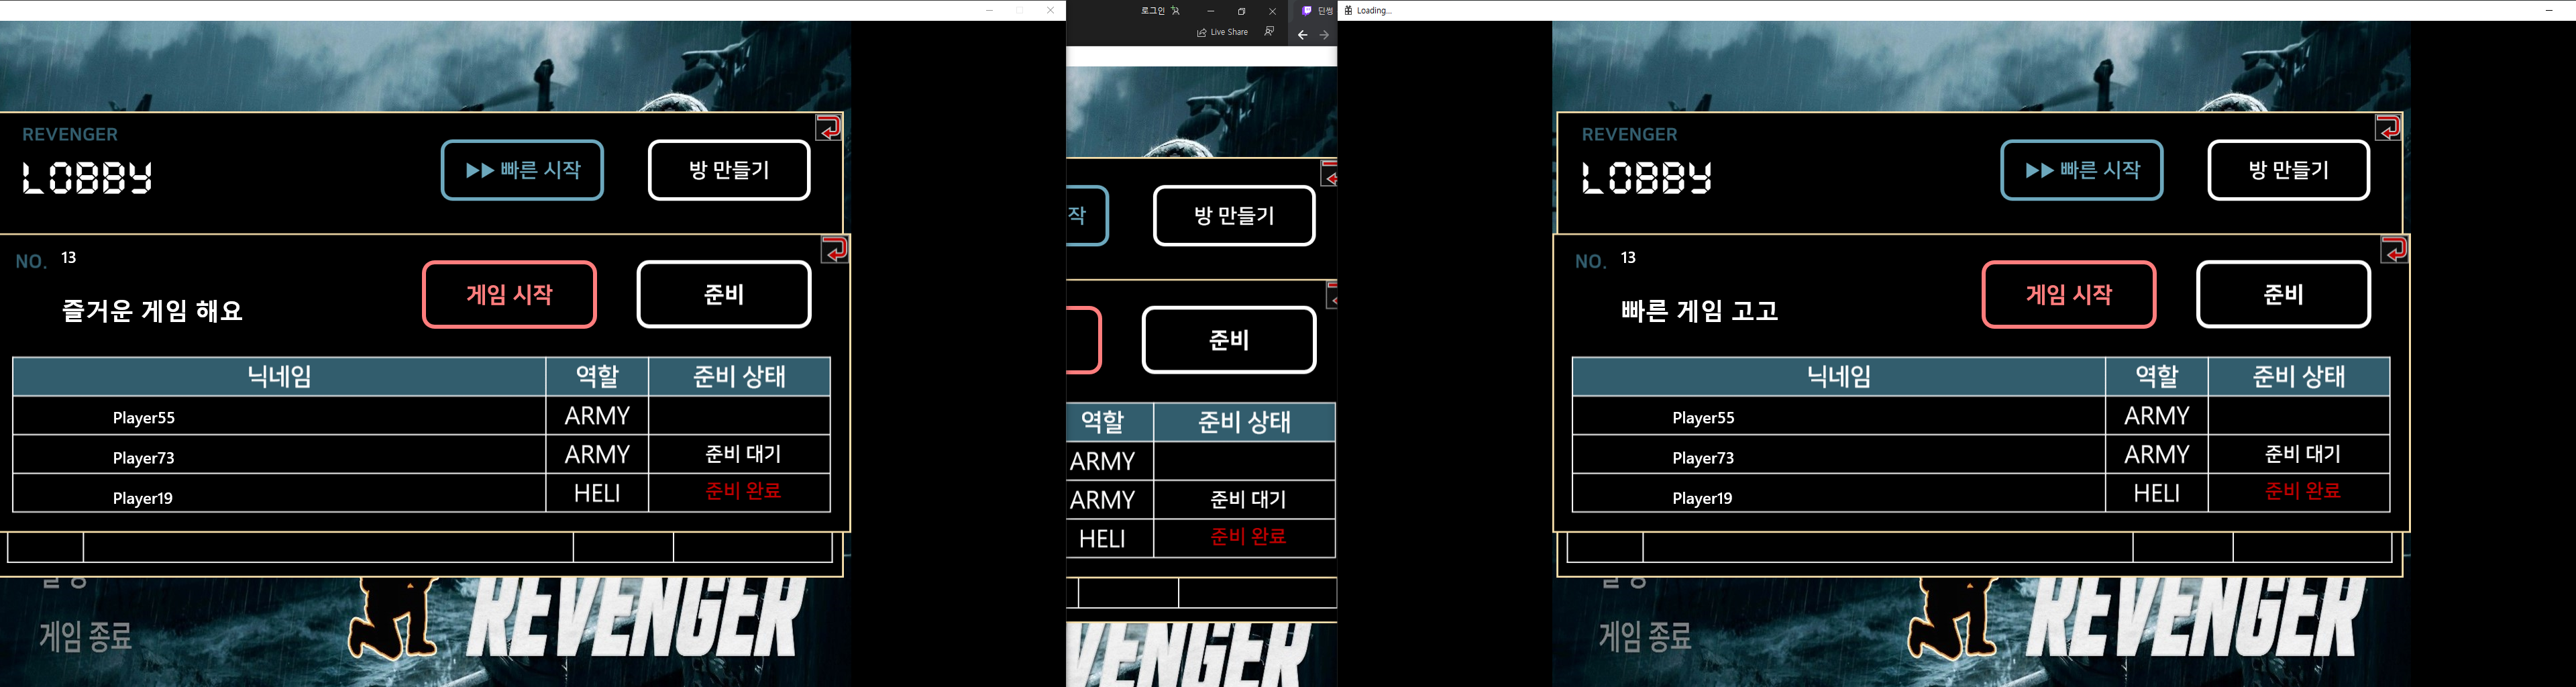 로그인
딘썽
Loading...
Live Share
REVENGER
LOBBY
▶▶ 빠른 시작
방 만들기
NO. 13
즐거운 게임 해요
게임 시작
준비
닉네임 역할 준비 상태
Player55 ARMY
Player73 ARMY 준비 대기
Player19 HELI 준비 완료
게임 종료
REVENGER
작
방 만들기
준비
역할 준비 상태
ARMY
ARMY 준비 대기
HELI 준비 완료
VENGER
REVENGER
LOBBY
▶▶ 빠른 시작
방 만들기
NO. 13
빠른 게임 고고
게임 시작
준비
닉네임 역할 준비 상태
Player55 ARMY
Player73 ARMY 준비 대기
Player19 HELI 준비 완료
게임 종료
REVENGER